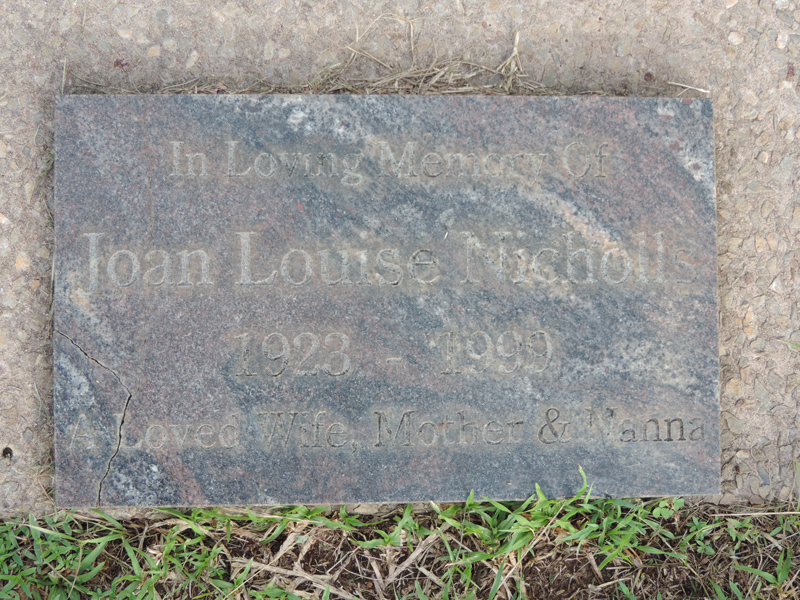 In Loving Memory Of
Joan Louise Nicholls
1923 - 1999
A Loved Wife, Mother & Nanna